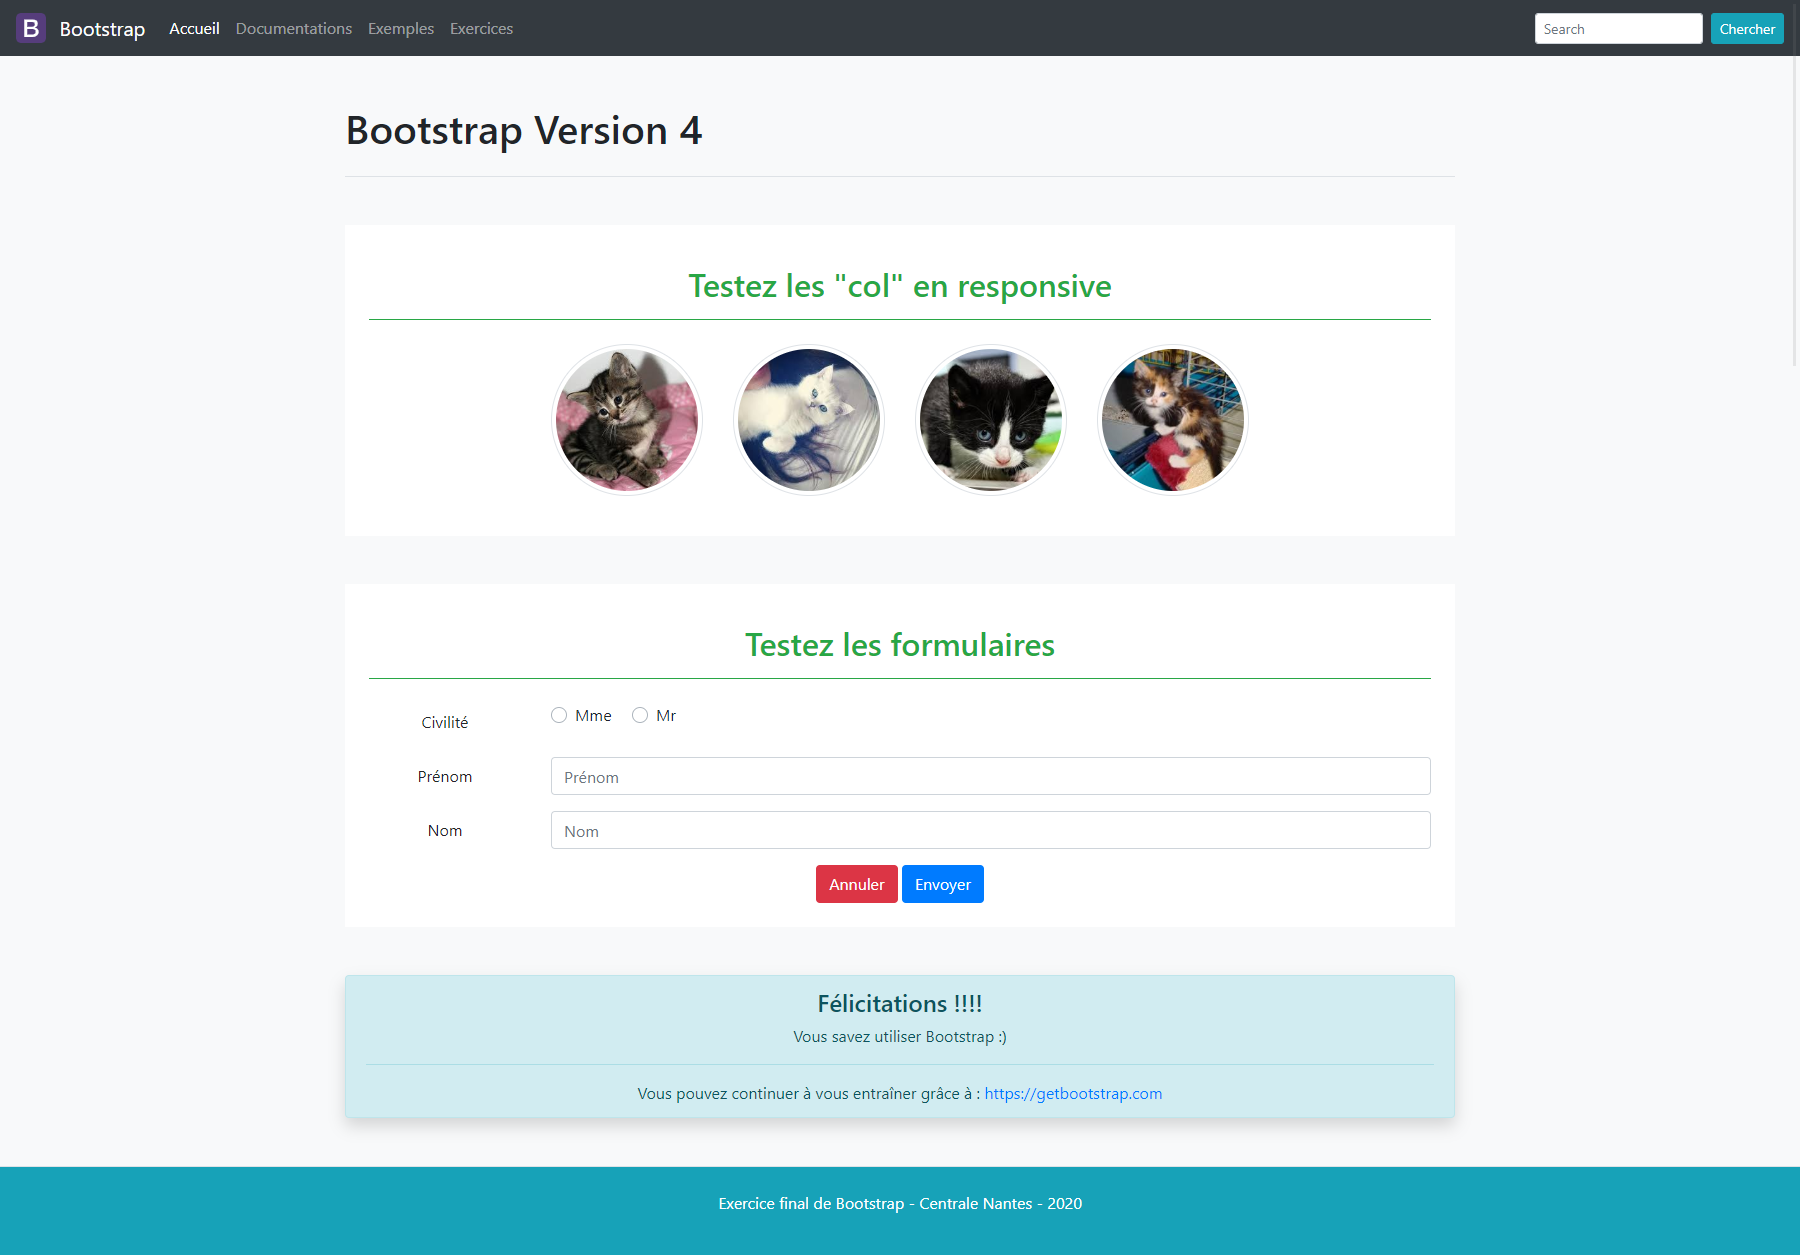 B Bootstrap Accueil Documentations Exemples Exercices Search Chercher
Bootstrap Version 4
Testez les "col" en responsive
Testez les formulaires
Civilité Mme Mr
Prénom Prénom
Nom Nom
Annuler Envoyer
Félicitations !!!!
Vous savez utiliser Bootstrap :)
Vous pouvez continuer à vous entraîner grâce à : https://getbootstrap.com
Exercice final de Bootstrap - Centrale Nantes - 2020